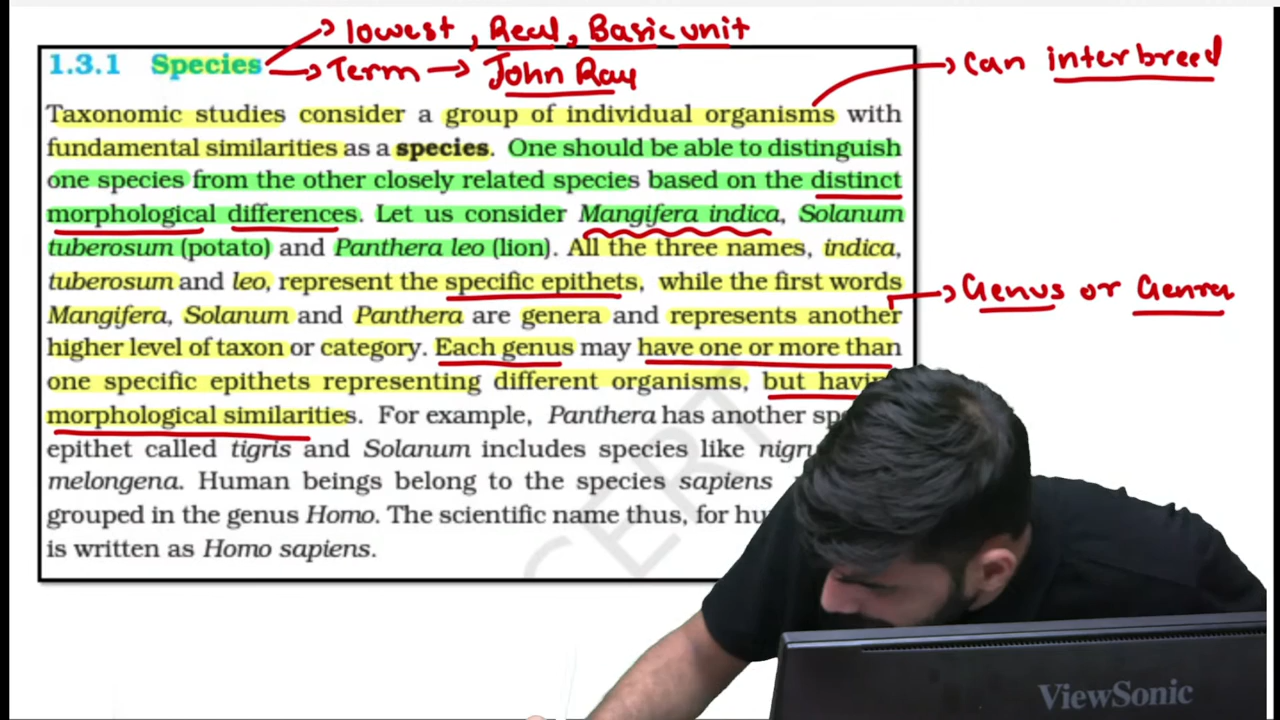 lowest, Real, Basic unit
1.3.1 Species
Term → John Ray
can interbreed
Taxonomic studies consider a group of individual organisms with
fundamental similarities as a species. One should be able to distinguish
one species from the other closely related species based on the distinct
morphological differences. Let us consider Mangifera indica, Solanum
tuberosum (potato) and Panthera leo (lion). All the three names, indica,
tuberosum and leo, represent the specific epithets, while the first words
Genus or Genra
Mangifera, Solanum and Panthera are genera and represents another
higher level of taxon or category. Each genus may have one or more than
one specific epithets representing different organisms, but
morphological similarities. For example, Panthera has another
epithet called tigris and Solanum includes species like
melongena. Human beings belong to the species sapiens
grouped in the genus Homo. The scientific name thus, for
is written as Homo sapiens.
ViewSonic